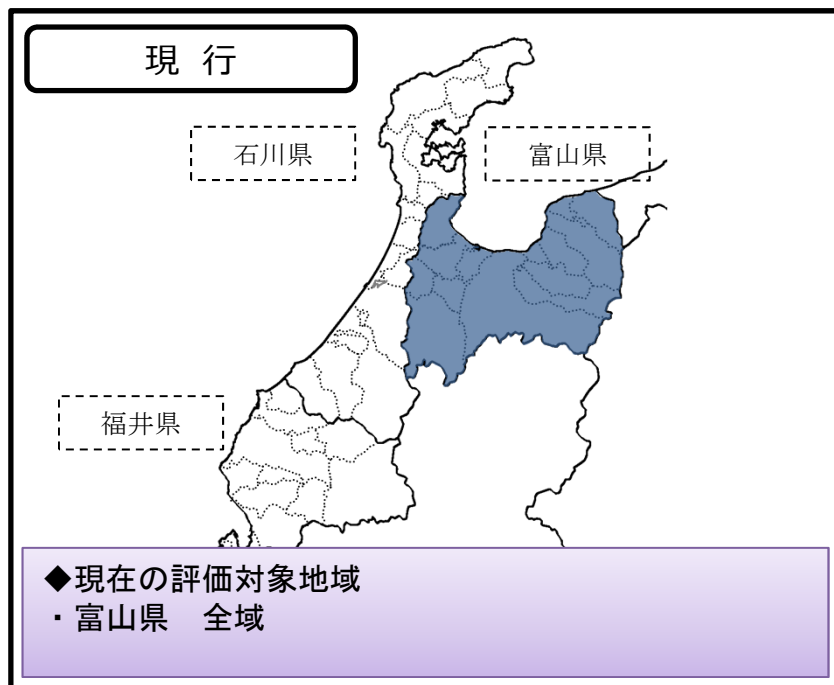 現 行
石川県
富山県
福井県
◆現在の評価対象地域
・富山県　全域